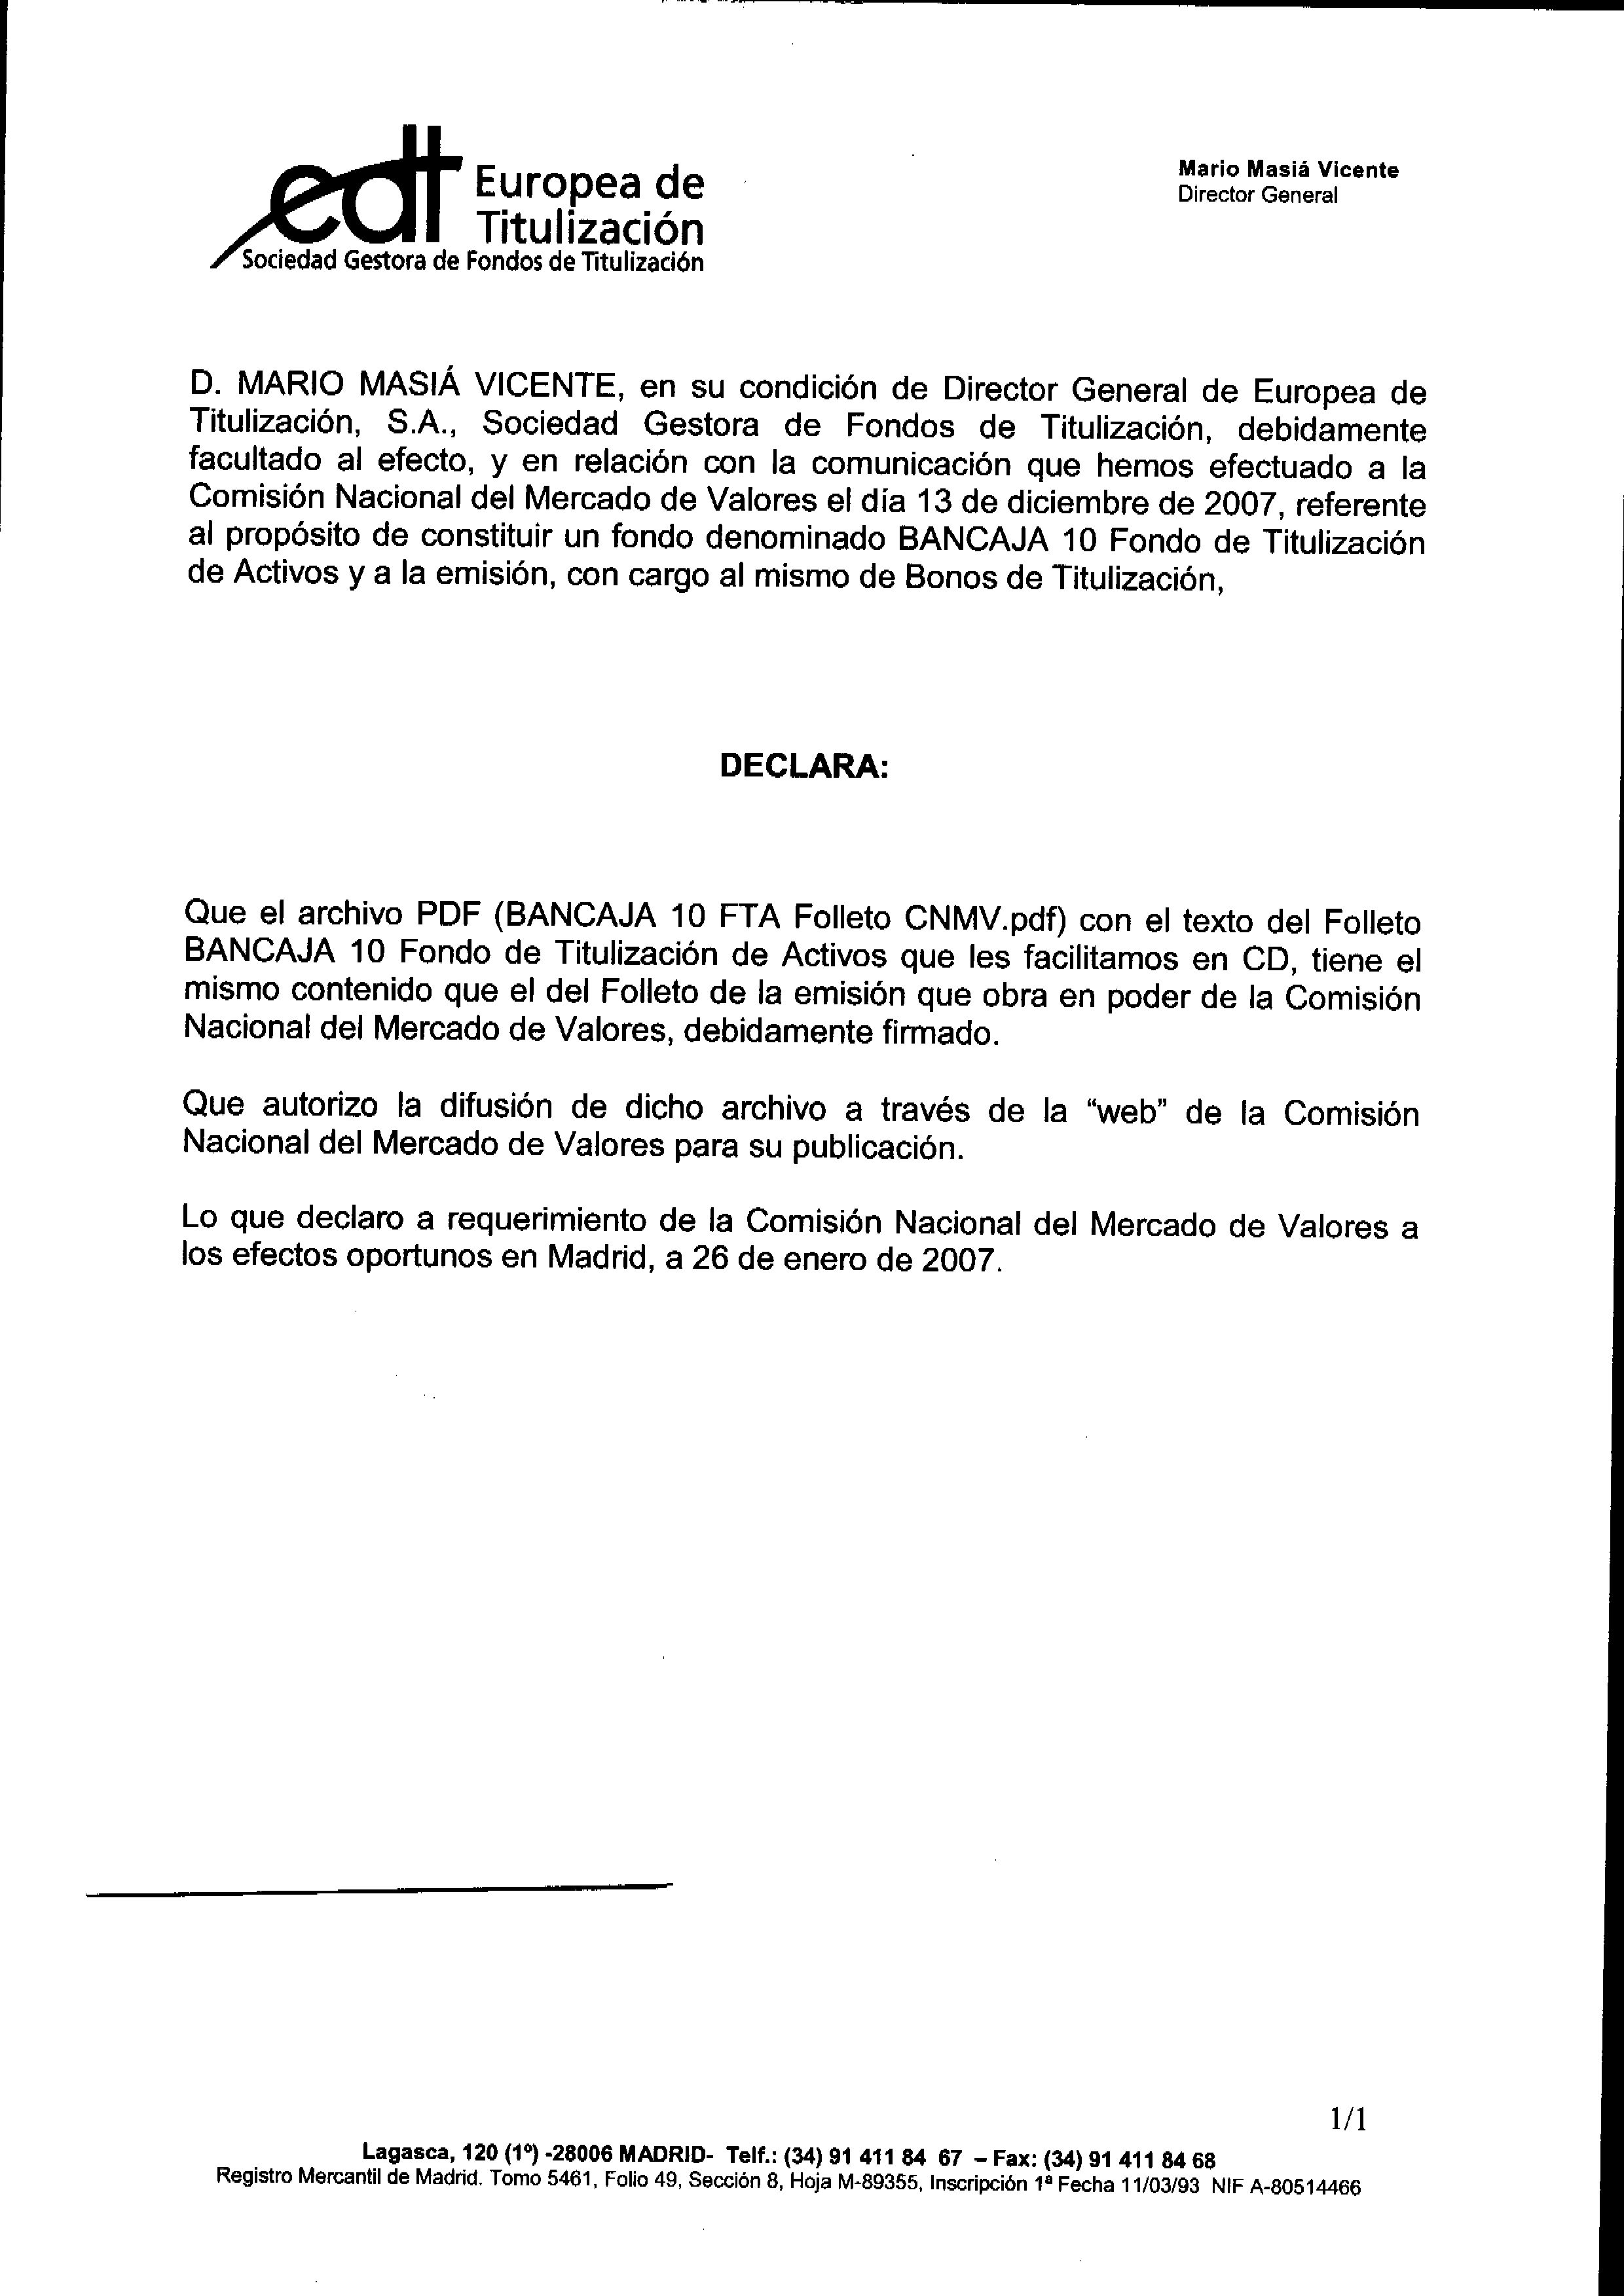 edt Europea de
Titulización
Sociedad Gestora de Fondos de Titulización
Mario Masiá Vicente
Director General
D. MARIO MASIÁ VICENTE, en su condición de Director General de Europea de
Titulización, S.A., Sociedad Gestora de Fondos de Titulización, debidamente
facultado al efecto, y en relación con la comunicación que hemos efectuado a la
Comisión Nacional del Mercado de Valores el día 13 de diciembre de 2007, referente
al propósito de constituir un fondo denominado BANCAJA 10 Fondo de Titulización
de Activos y a la emisión, con cargo al mismo de Bonos de Titulización,
DECLARA:
Que el archivo PDF (BANCAJA 10 FTA Folleto CNMV.pdf) con el texto del Folleto
BANCAJA 10 Fondo de Titulización de Activos que les facilitamos en CD, tiene el
mismo contenido que el del Folleto de la emisión que obra en poder de la Comisión
Nacional del Mercado de Valores, debidamente firmado.
Que autorizo la difusión de dicho archivo a través de la “web” de la Comisión
Nacional del Mercado de Valores para su publicación.
Lo que declaro a requerimiento de la Comisión Nacional del Mercado de Valores a
los efectos oportunos en Madrid, a 26 de enero de 2007.
1/1
Lagasca, 120 (1º) -28006 MADRID- Telf.: (34) 91 411 84 67 – Fax: (34) 91 411 84 68
Registro Mercantil de Madrid. Tomo 5461, Folio 49, Sección 8, Hoja M-89355, Inscripción 1ª Fecha 11/03/93 NIF A-80514466